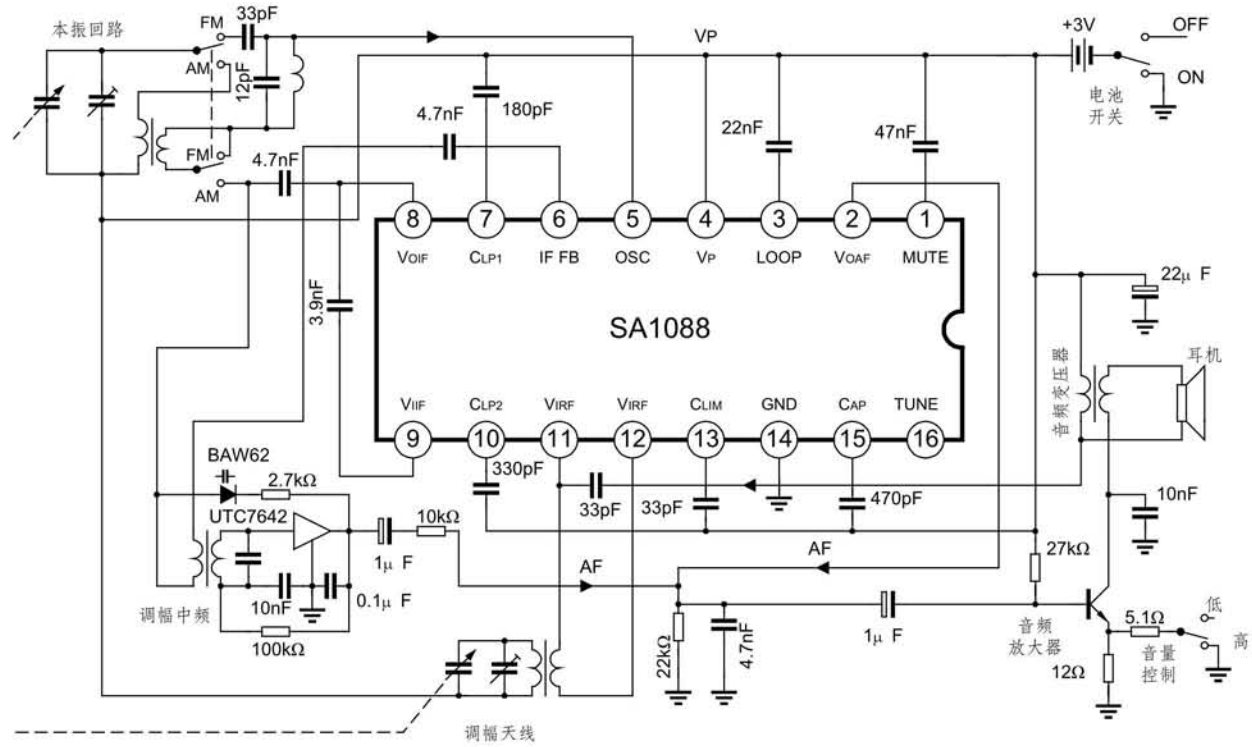 本振回路
FM
33pF
12pF
AM
FM
AM
4.7nF
4.7nF
180pF
VP
22nF
47nF
+3V
OFF
ON
电池
开关
8
7
6
5
4
3
2
1
VOIF
CLP1
IF FB
OSC
VP
LOOP
VOAF
MUTE
3.9nF
SA1088
22μ F
音频变压器
耳机
VIIF
CLP2
VIRF
VIRF
CLIM
GND
CAP
TUNE
9
10
11
12
13
14
15
16
BAW62
2.7kΩ
UTC7642
330pF
33pF
33pF
470pF
10nF
1μ F
10kΩ
AF
AF
27kΩ
调幅中频
10nF
0.1μ F
100kΩ
22kΩ
4.7nF
1μ F
音频
放大器
5.1Ω
12Ω
音量
控制
低
高
调幅天线